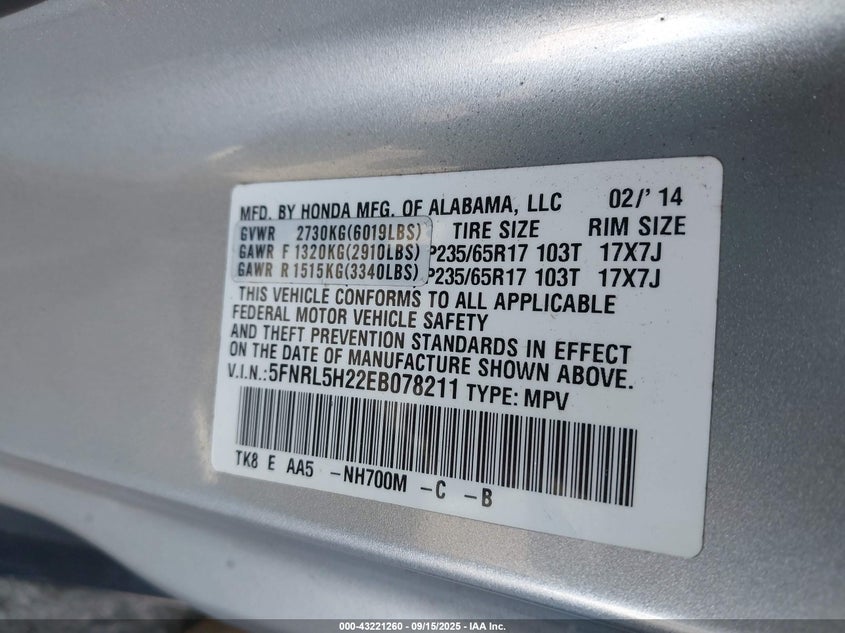 MFD. BY HONDA MFG. OF ALABAMA, LLC 02/' 14
GVWR 2730KG(6019LBS) TIRE SIZE RIM SIZE
GAWR F 1320KG(2910LBS) P235/65R17 103T 17X7J
GAWR R 1515KG(3340LBS) P235/65R17 103T 17X7J
THIS VEHICLE CONFORMS TO ALL APPLICABLE
FEDERAL MOTOR VEHICLE SAFETY
AND THEFT PREVENTION STANDARDS IN EFFECT
ON THE DATE OF MANUFACTURE SHOWN ABOVE.
V.I.N.:5FNRL5H22EB078211 TYPE: MPV
TK8 E AA5 -NH700M -C -B
000-43221260 - 09/15/2025 - IAA Inc.